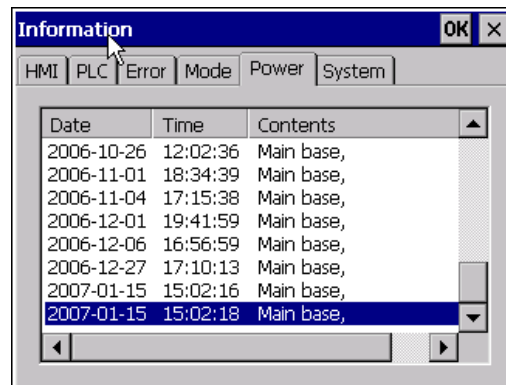 Information OK ×
HMI PLC Error Mode Power System
Date Time Contents
2006-10-26 12:02:36 Main base,
2006-11-01 18:34:39 Main base,
2006-11-04 17:15:38 Main base,
2006-12-01 19:41:59 Main base,
2006-12-06 16:56:59 Main base,
2006-12-27 17:10:13 Main base,
2007-01-15 15:02:16 Main base,
2007-01-15 15:02:18 Main base,